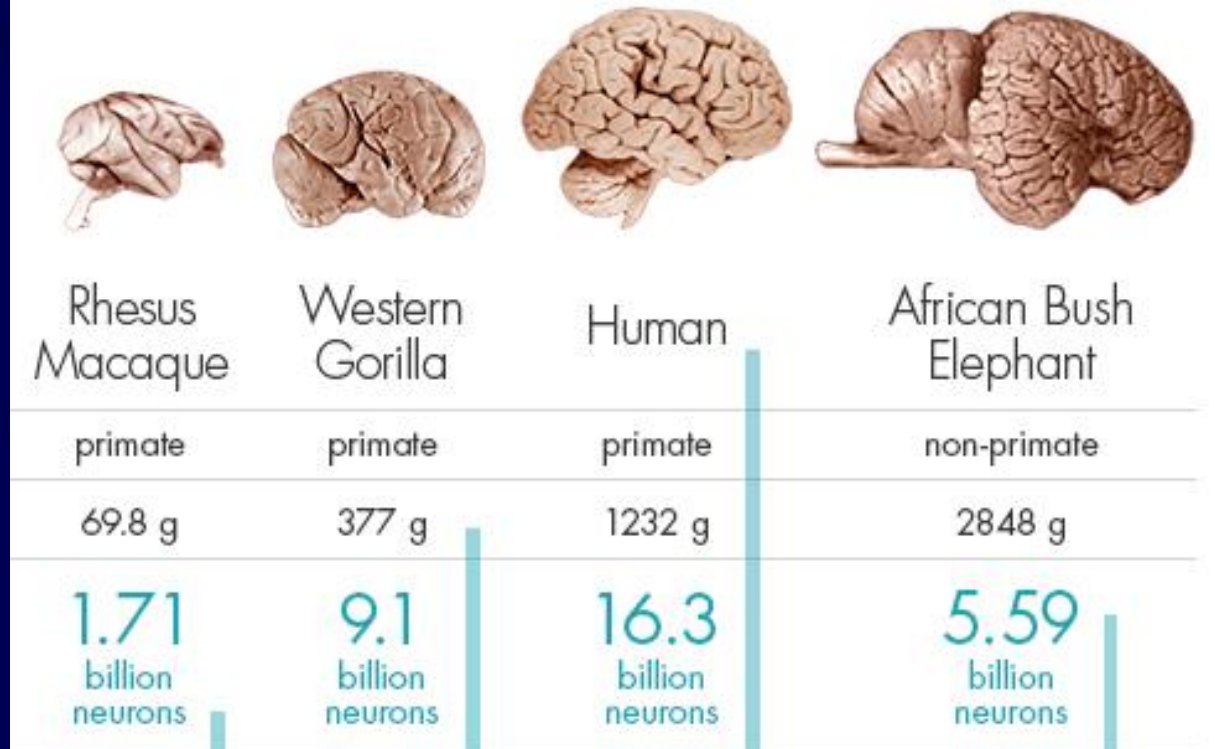 Rhesus
Macaque
Western
Gorilla
Human
African Bush
Elephant
primate
primate
primate
non-primate
69.8 g
377 g
1232 g
2848 g
1.71
billion
neurons
9.1
billion
neurons
16.3
billion
neurons
5.59
billion
neurons